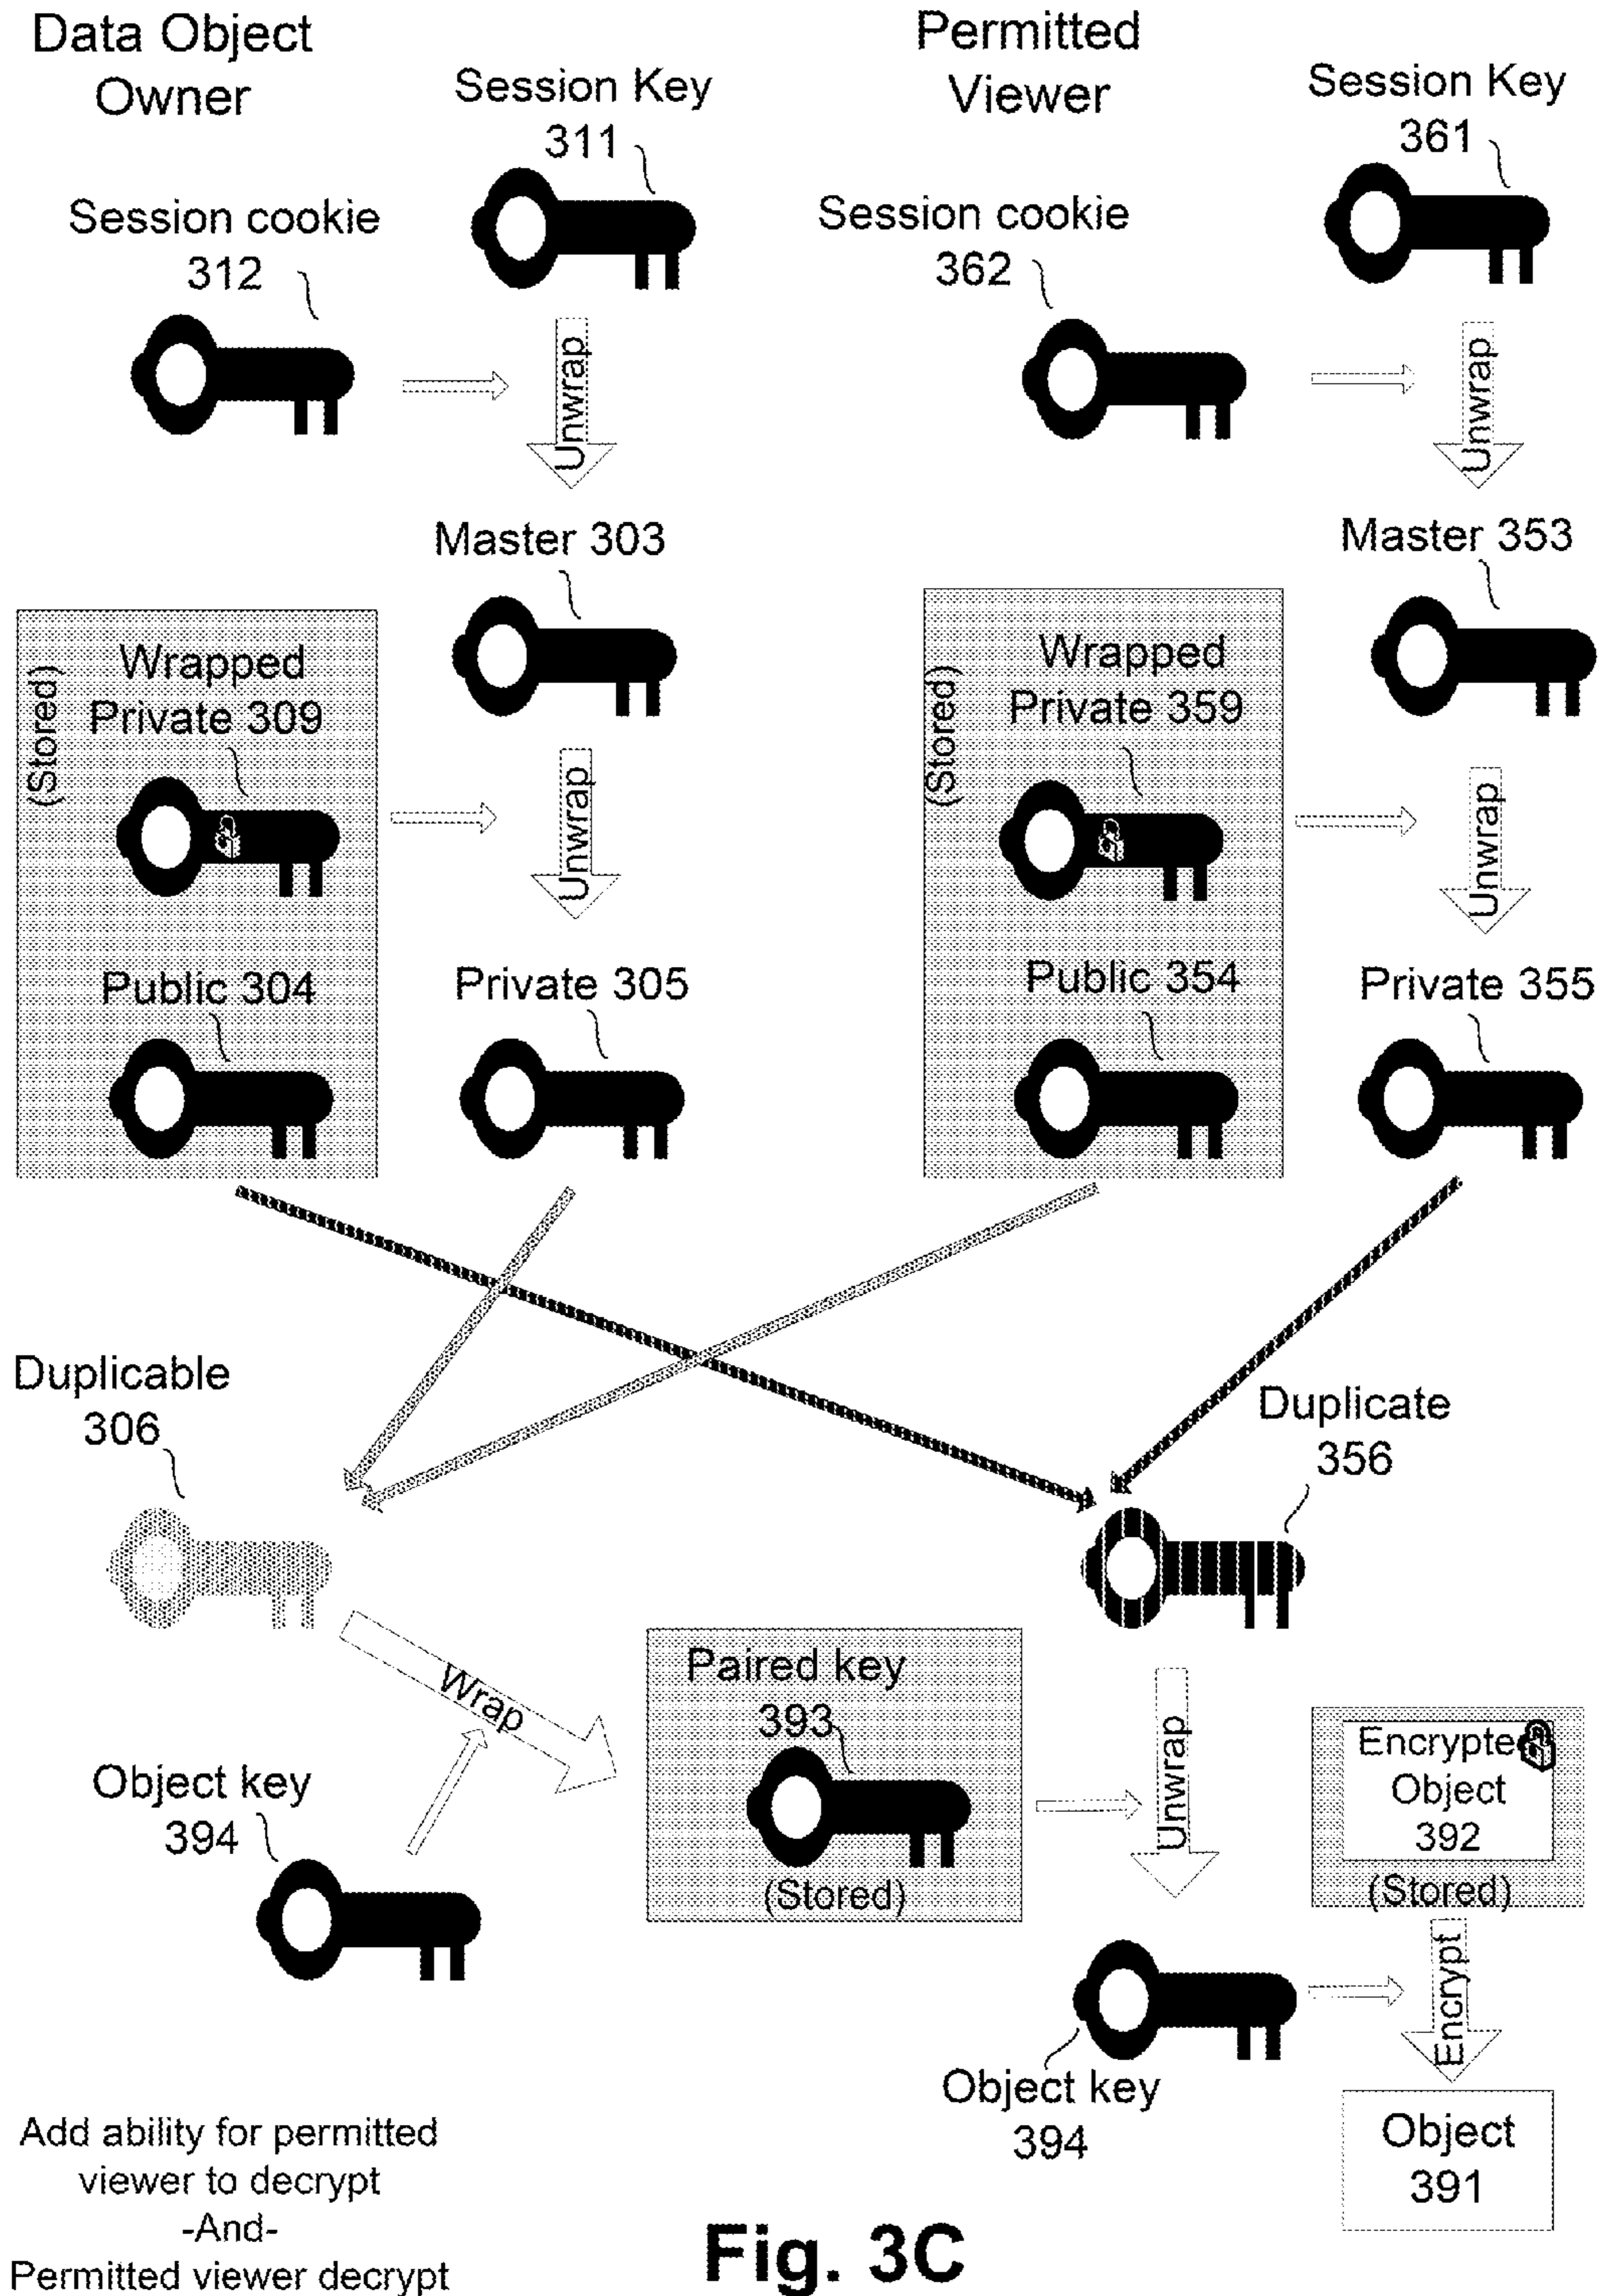 Data Object
Owner
Session Key
311
Session cookie
312
Unwrap
Master 303
(Stored)
Wrapped
Private 309
Unwrap
Public 304
Private 305
Permitted
Viewer
Session Key
361
Session cookie
362
Unwrap
Master 353
(Stored)
Wrapped
Private 359
Unwrap
Public 354
Private 355
Duplicable
306
Duplicate
356
Wrap
Object key
394
Paired key
393
(Stored)
Unwrap
Encrypte
Object
392
(Stored)
Encrypt
Object key
394
Object
391
Add ability for permitted
viewer to decrypt
-And-
Permitted viewer decrypt
Fig. 3C